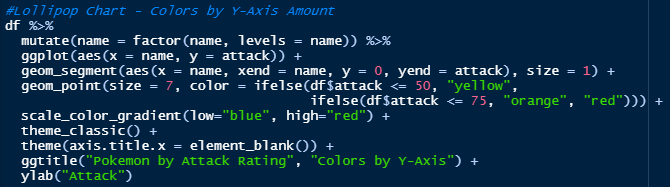 #Lollipop Chart - Colors by Y-Axis Amount
df %>%
  mutate(name = factor(name, levels = name)) %>%
  ggplot(aes(x = name, y = attack)) +
  geom_segment(aes(x = name, xend = name, y = 0, yend = attack), size = 1) +
  geom_point(size = 7, color = ifelse(df$attack <= 50, "yellow",
                                      ifelse(df$attack <= 75, "orange", "red"))) +
  scale_color_gradient(low="blue", high="red") +
  theme_classic() +
  theme(axis.title.x = element_blank()) +
  ggtitle("Pokemon by Attack Rating", "Colors by Y-Axis") +
  ylab("Attack")